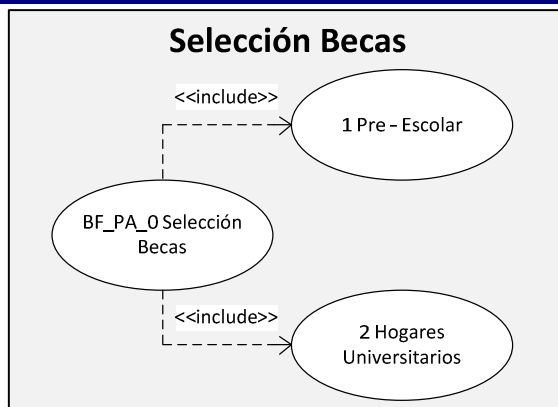 Selección Becas
<<include>>
1 Pre - Escolar
BF_PA_0 Selección
Becas
<<include>>
2 Hogares
Universitarios